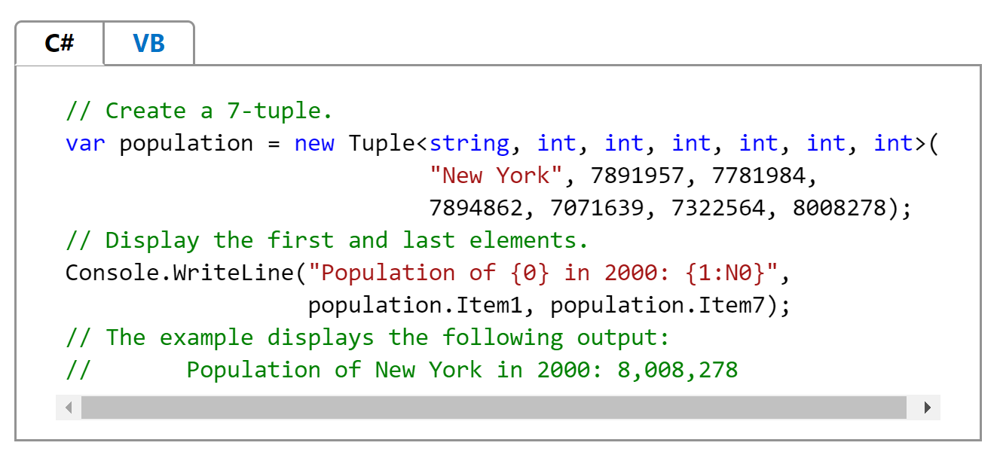 C# VB
// Create a 7-tuple.
var population = new Tuple<string, int, int, int, int, int, int>(
"New York", 7891957, 7781984,
7894862, 7071639, 7322564, 8008278);
// Display the first and last elements.
Console.WriteLine("Population of {0} in 2000: {1:N0}",
population.Item1, population.Item7);
// The example displays the following output:
//       Population of New York in 2000: 8,008,278